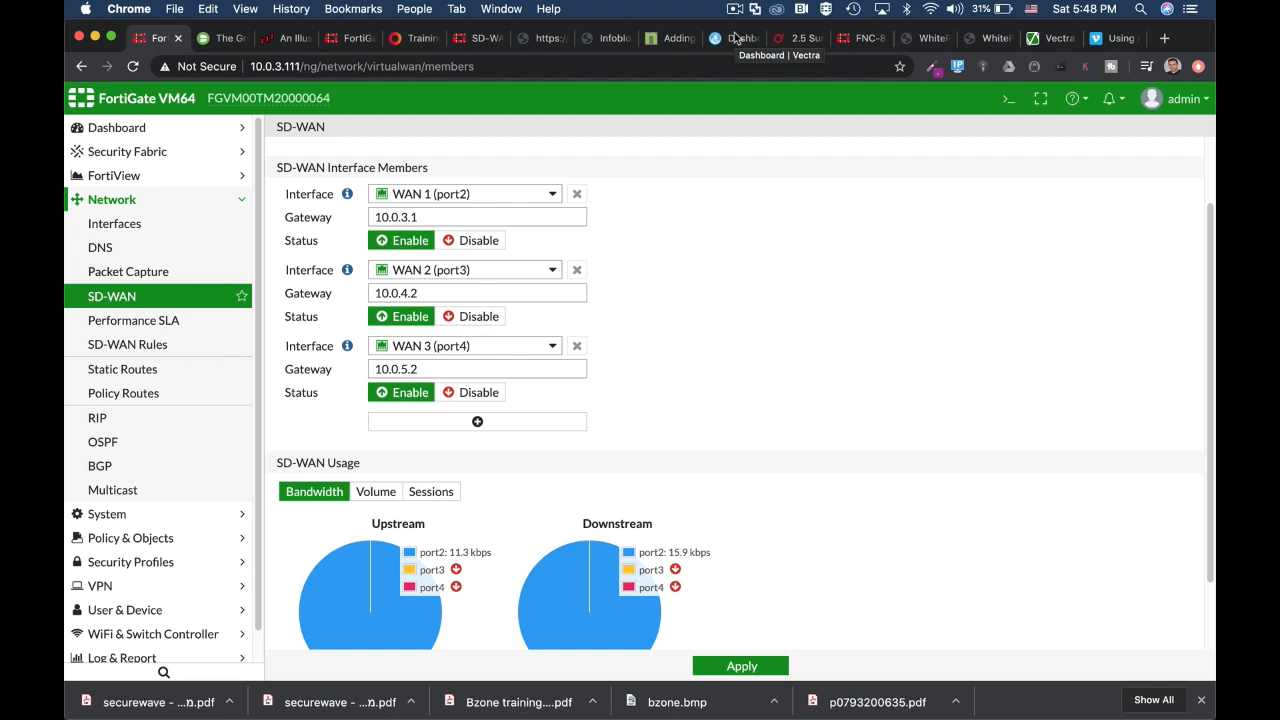 Chrome File Edit View History Bookmarks People Tab Window Help 31% Sat 5:48 PM
For The Gr An Illus FortiGa Trainin SD-WA https:/ Infoblo Adding Dashbo 2.5 Sur FNC-8 WhiteF WhiteF Vectra Using
Dashboard | Vectra
Not Secure 10.0.3.111/ng/network/virtualwan/members
FortiGate VM64 FGVM00TM20000064 >_ admin
Dashboard
Security Fabric
FortiView
Network
Interfaces
DNS
Packet Capture
SD-WAN
Performance SLA
SD-WAN Rules
Static Routes
Policy Routes
RIP
OSPF
BGP
Multicast
System
Policy & Objects
Security Profiles
VPN
User & Device
WiFi & Switch Controller
Log & Report
SD-WAN
SD-WAN Interface Members
Interface WAN 1 (port2)
Gateway 10.0.3.1
Status Enable Disable
Interface WAN 2 (port3)
Gateway 10.0.4.2
Status Enable Disable
Interface WAN 3 (port4)
Gateway 10.0.5.2
Status Enable Disable
SD-WAN Usage
Bandwidth Volume Sessions
Upstream
port2: 11.3 kbps
port3
port4
Downstream
port2: 15.9 kbps
port3
port4
Apply
securewave - ...n.pdf securewave - ...n.pdf Bzone training....pdf bzone.bmp p0793200635.pdf Show All